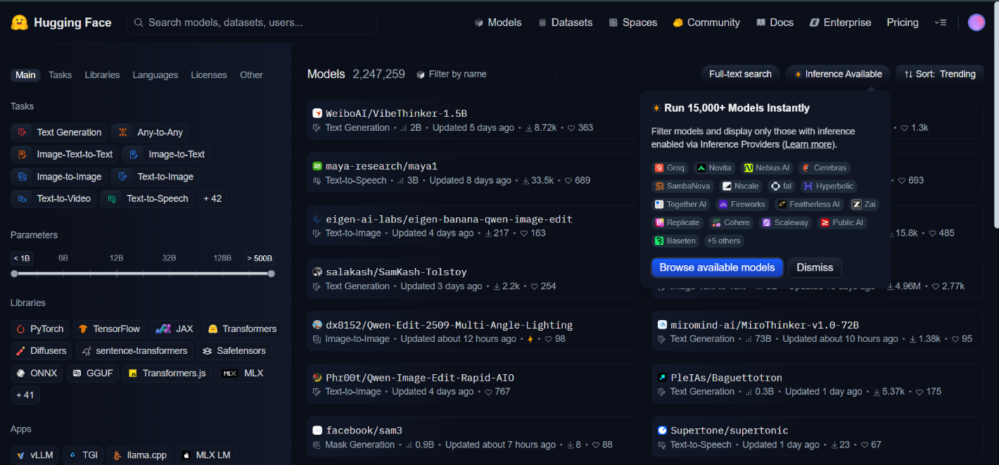 Hugging Face
Search models, datasets, users...
Models
Datasets
Spaces
Community
Docs
Enterprise
Pricing
Main Tasks Libraries Languages Licenses Other
Tasks
Text Generation Any-to-Any
Image-Text-to-Text Image-to-Text
Image-to-Image Text-to-Image
Text-to-Video Text-to-Speech + 42
Parameters
< 1B 6B 12B 32B 128B > 500B
Libraries
PyTorch TensorFlow JAX Transformers
Diffusers sentence-transformers Safetensors
ONNX GGUF Transformers.js MLX MLX
+ 41
Apps
vLLM TGI llama.cpp MLX LM
Models 2,247,259 Filter by name
Full-text search Inference Available Sort: Trending
WeiboAI/VibeThinker-1.5B
Text Generation • 2B • Updated 5 days ago • 8.72k • 363
maya-research/maya1
Text-to-Speech • 3B • Updated 8 days ago • 33.5k • 689
eigen-ai-labs/eigen-banana-qwen-image-edit
Text-to-Image • Updated 4 days ago • 217 • 163
salakash/SamKash-Tolstoy
Text Generation • Updated 3 days ago • 2.2k • 254
dx8152/Qwen-Edit-2509-Multi-Angle-Lighting
Image-to-Image • Updated about 12 hours ago • 98
Phr00t/Qwen-Image-Edit-Rapid-AIO
Text-to-Image • Updated 4 days ago • 767
facebook/sam3
Mask Generation • 0.9B • Updated about 7 hours ago • 8 • 88
Run 15,000+ Models Instantly
Filter models and display only those with inference
enabled via Inference Providers (Learn more).
Groq Novita Nebius AI Cerebras
SambaNova Nscale fal Hyperbolic
Together AI Fireworks Featherless AI Zai
Replicate Cohere Scaleway Public AI
Baseten +5 others
Browse available models Dismiss
• 1.3k
• 693
15.8k • 485
4.96M • 2.77k
miromind-ai/MiroThinker-v1.0-72B
Text Generation • 73B • Updated about 10 hours ago • 1.38k • 95
PleIAs/Baguettotron
Text Generation • 0.3B • Updated 1 day ago • 5.37k • 175
Supertone/supertonic
Text-to-Speech • Updated 1 day ago • 23 • 67